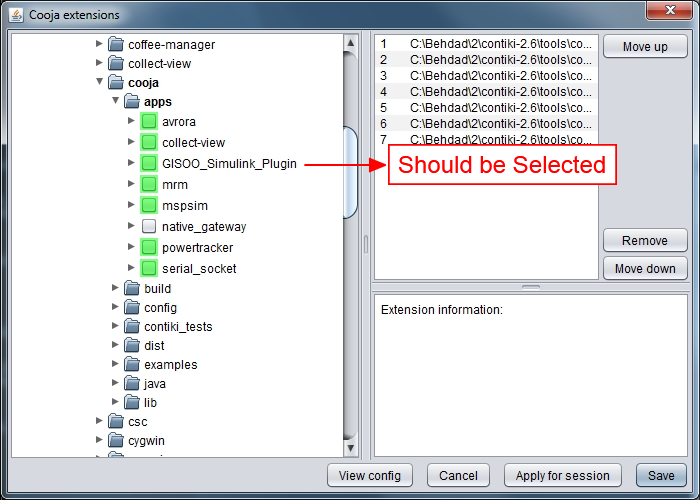 Cooja extensions
coffee-manager
collect-view
cooja
apps
avrora
collect-view
GISOO_Simulink_Plugin
mrm
mspsim
native_gateway
powertracker
serial_socket
build
config
contiki_tests
dist
examples
java
lib
csc
cygwin
1 C:\Behdad\2\contiki-2.6\tools\co...
2 C:\Behdad\2\contiki-2.6\tools\co...
3 C:\Behdad\2\contiki-2.6\tools\co...
4 C:\Behdad\2\contiki-2.6\tools\co...
5 C:\Behdad\2\contiki-2.6\tools\co...
6 C:\Behdad\2\contiki-2.6\tools\co...
7 C:\Behdad\2\contiki-2.6\tools\co...
Should be Selected
Move up
Remove
Move down
Extension information:
View config
Cancel
Apply for session
Save